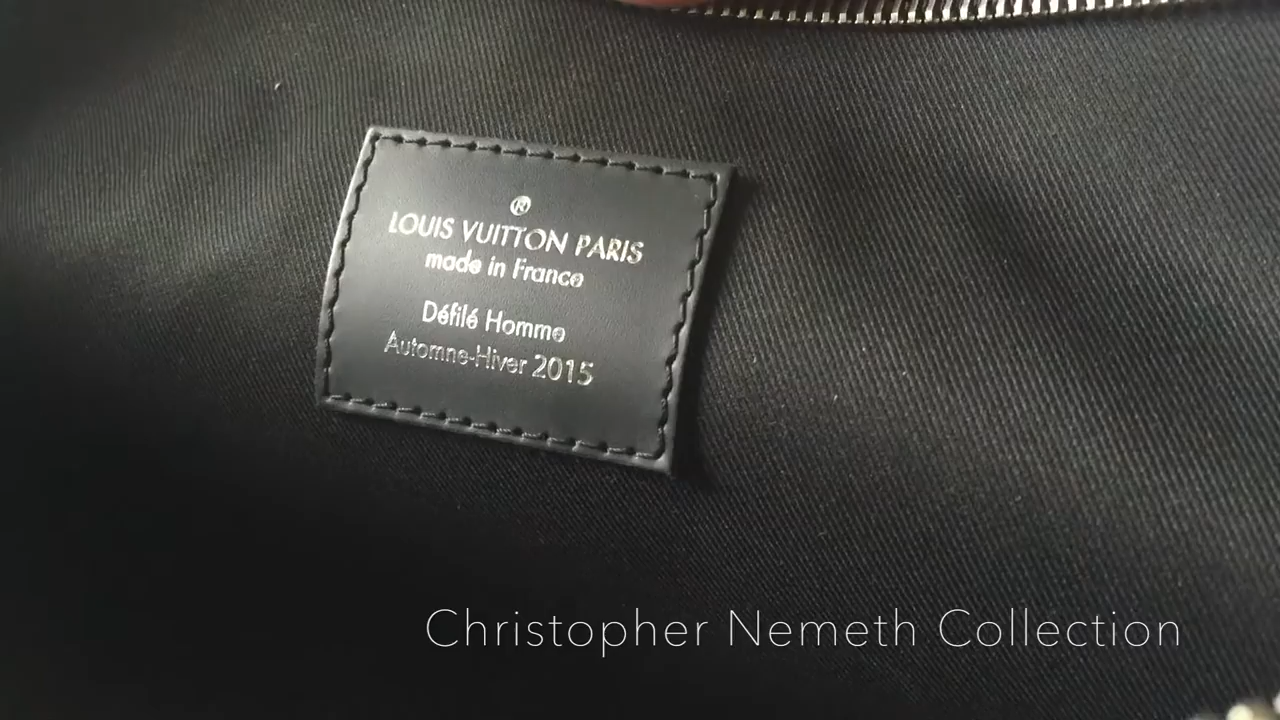 ®
LOUIS VUITTON PARIS
made in France
Défilé Homme
Automne-Hiver 2015
Christopher Nemeth Collection